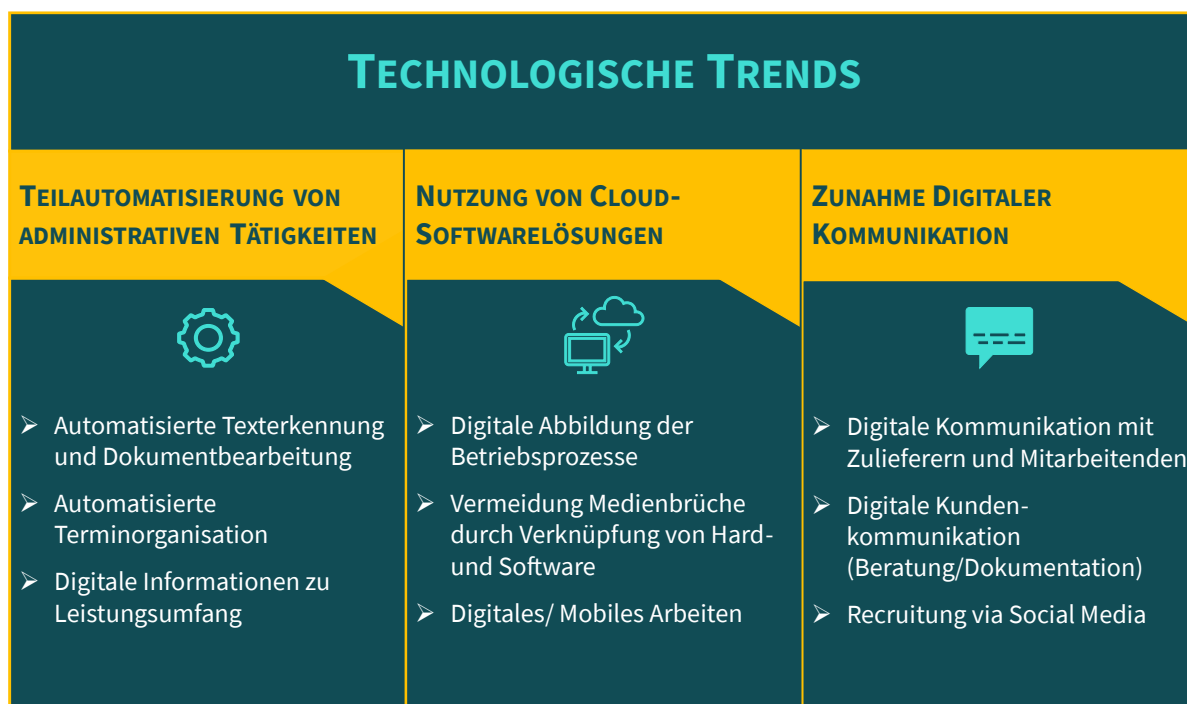 TECHNOLOGISCHE TRENDS
TEILAUTOMATISIERUNG VON
ADMINISTRATIVEN TÄTIGKEITEN
➢ Automatisierte Texterkennung
und Dokumentbearbeitung
➢ Automatisierte
Terminorganisation
➢ Digitale Informationen zu
Leistungsumfang
NUTZUNG VON CLOUD-
SOFTWARELÖSUNGEN
➢ Digitale Abbildung der
Betriebsprozesse
➢ Vermeidung Medienbrüche
durch Verknüpfung von Hard-
und Software
➢ Digitales/ Mobiles Arbeiten
ZUNAHME DIGITALER
KOMMUNIKATION
➢ Digitale Kommunikation mit
Zulieferern und Mitarbeitenden
➢ Digitale Kunden-
kommunikation
(Beratung/Dokumentation)
➢ Recruitung via Social Media